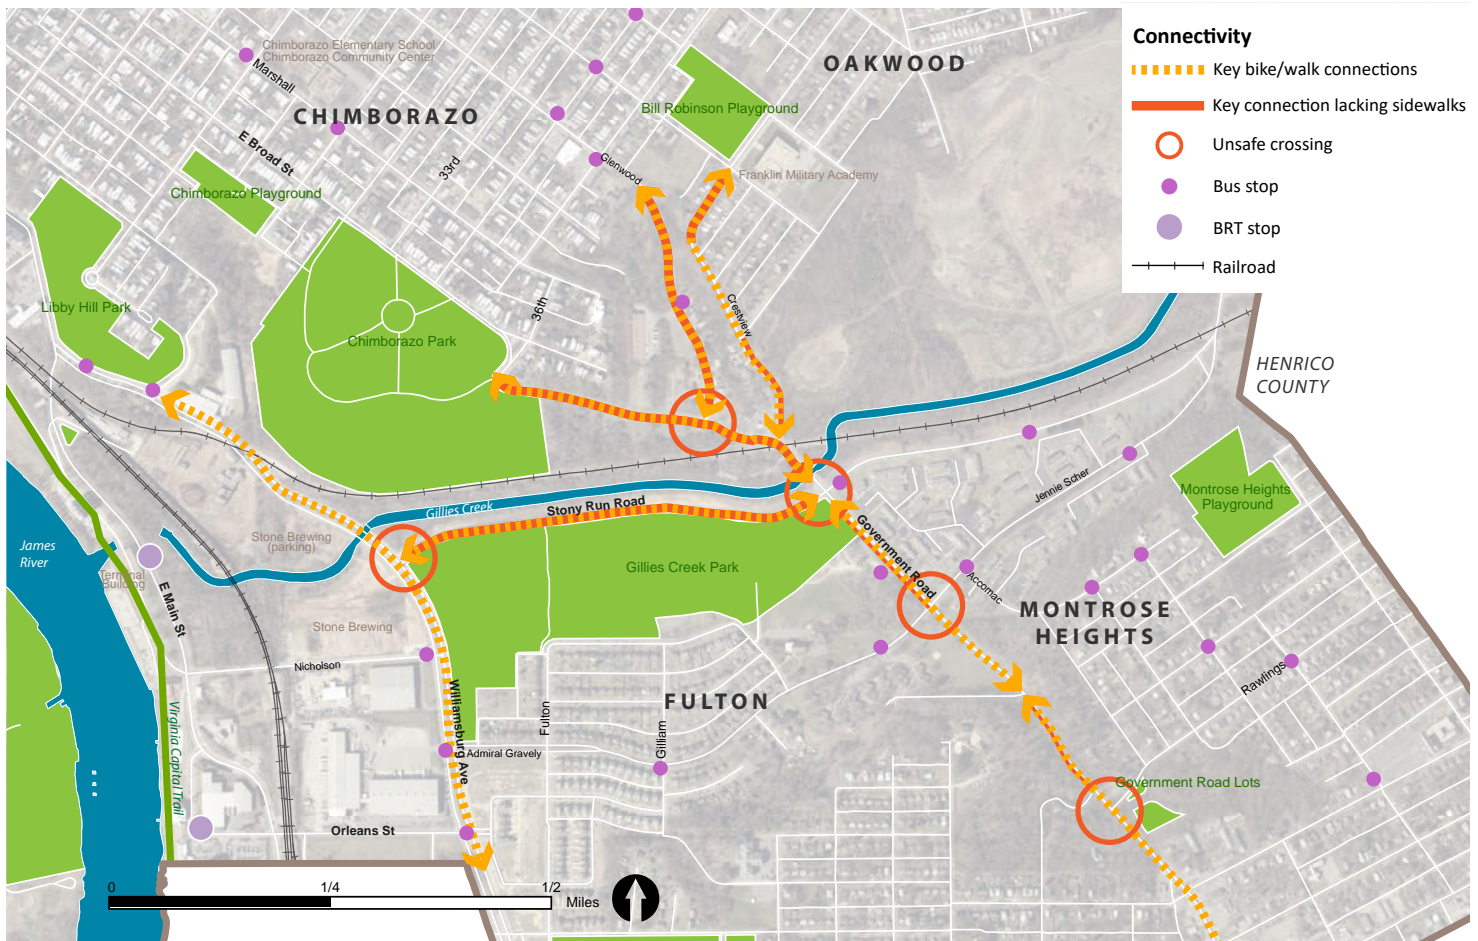 Connectivity
Key bike/walk connections
Key connection lacking sidewalks
Unsafe crossing
Bus stop
BRT stop
Railroad
Chimborazo Elementary School
Chimborazo Community Center
Marshall
CHIMBORAZO
OAKWOOD
Bill Robinson Playground
E Broad St
33rd
Glenwood
Franklin Military Academy
Chimborazo Playground
Libby Hill Park
36th
Crestview
Chimborazo Park
HENRICO
COUNTY
Jennie Scher
Montrose Heights
Playground
Gillies Creek
Stony Run Road
James
River
Stone Brewing
(parking)
Terminal
Building
Gillies Creek Park
Government Road
Accomac
E Main St
MONTROSE
HEIGHTS
Stone Brewing
Nicholson
Rawlings
FULTON
Williamsburg Ave
Fulton
Gilliam
Virginia Capital Trail
Admiral Gravely
Government Road Lots
Orleans St
0
1/4
1/2
Miles